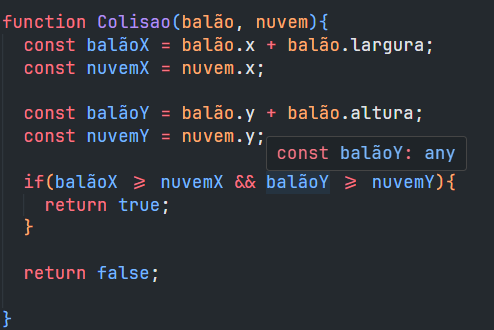 function Colisao(balão, nuvem){
const balãoX = balão.x + balão.largura;
const nuvemX = nuvem.x;
const balãoY = balão.y + balão.altura;
const nuvemY = nuvem.y;
const balãoY: any
if(balãoX >= nuvemX && balãoY >= nuvemY){
return true;
}
return false;
}